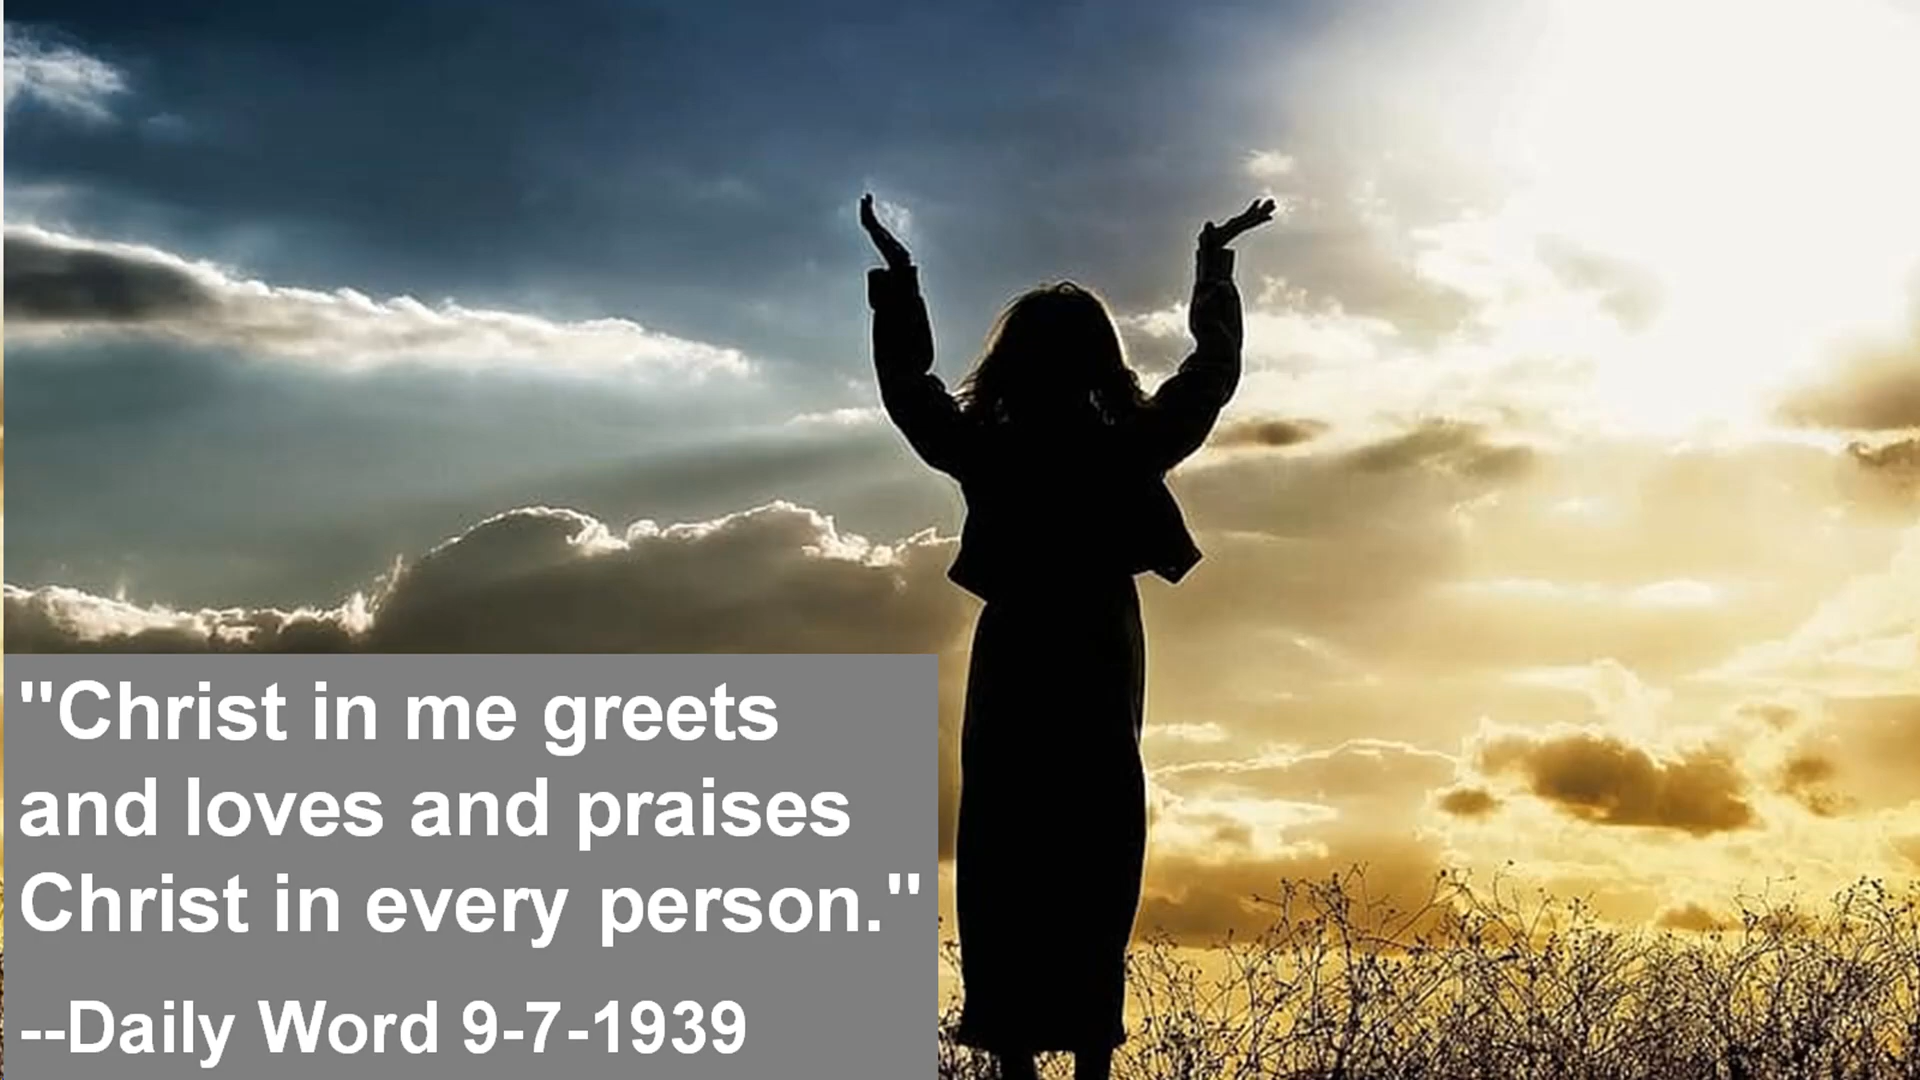 "Christ in me greets
and loves and praises
Christ in every person."
--Daily Word 9-7-1939